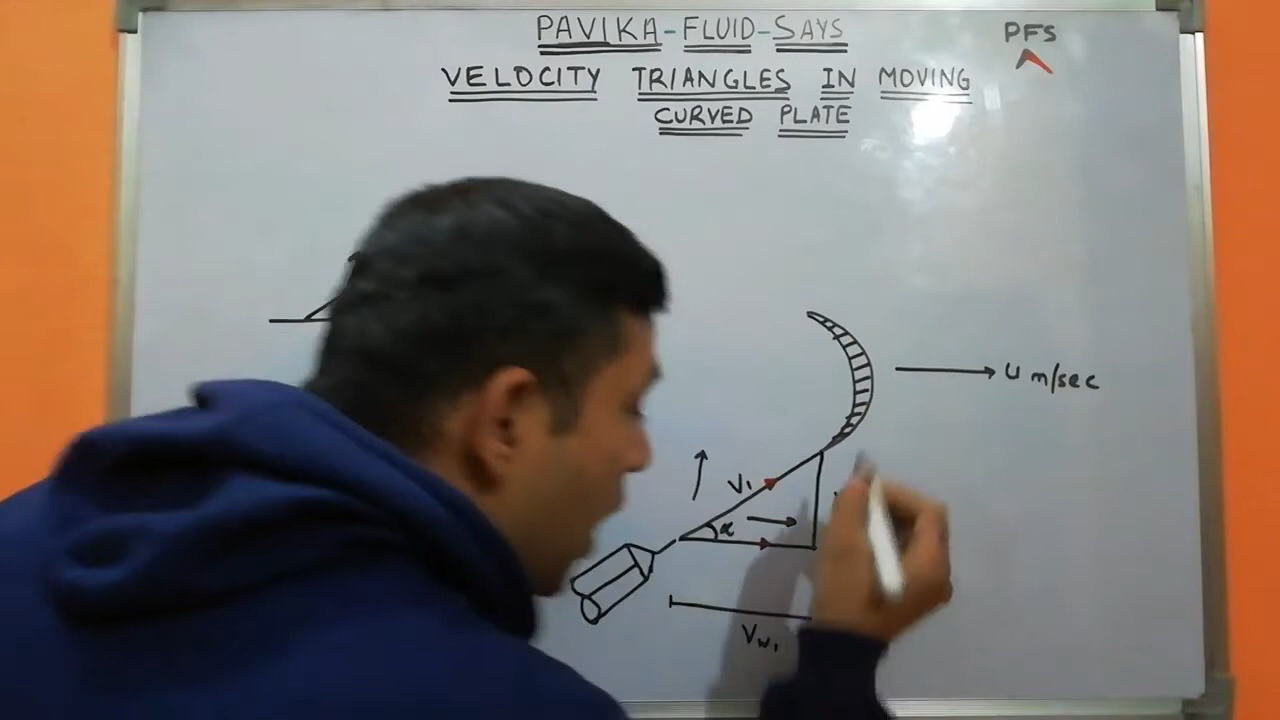 PAVIKA-FLUID-SAYS
PFS
VELOCITY TRIANGLES IN MOVING
CURVED PLATE
U m/sec
V1
α
Vw1